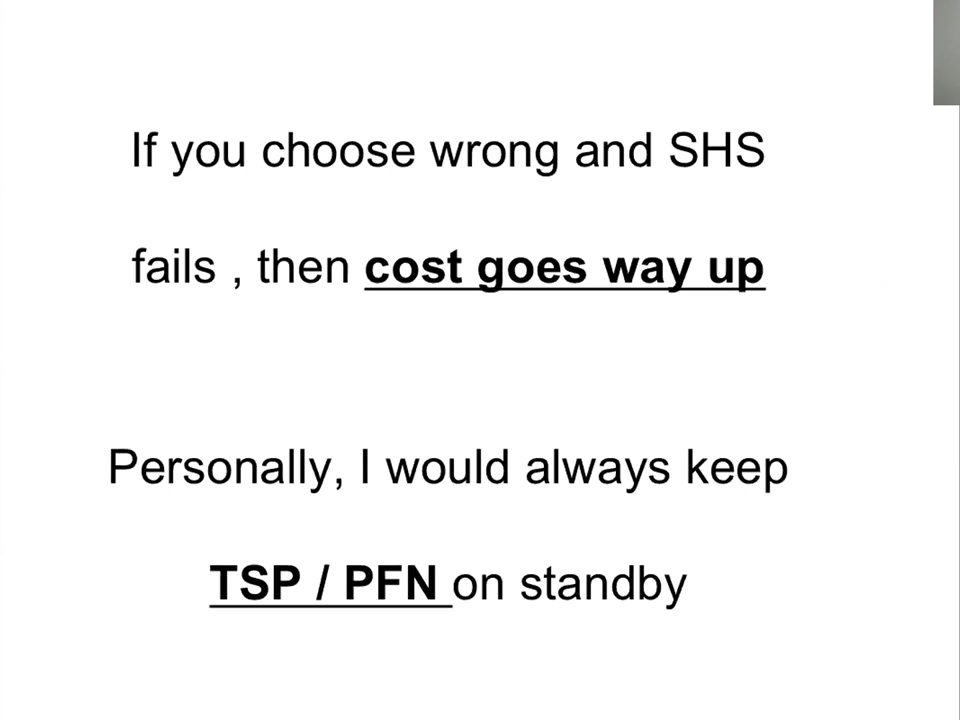 If you choose wrong and SHS
fails , then cost goes way up
Personally, I would always keep
TSP / PFN on standby